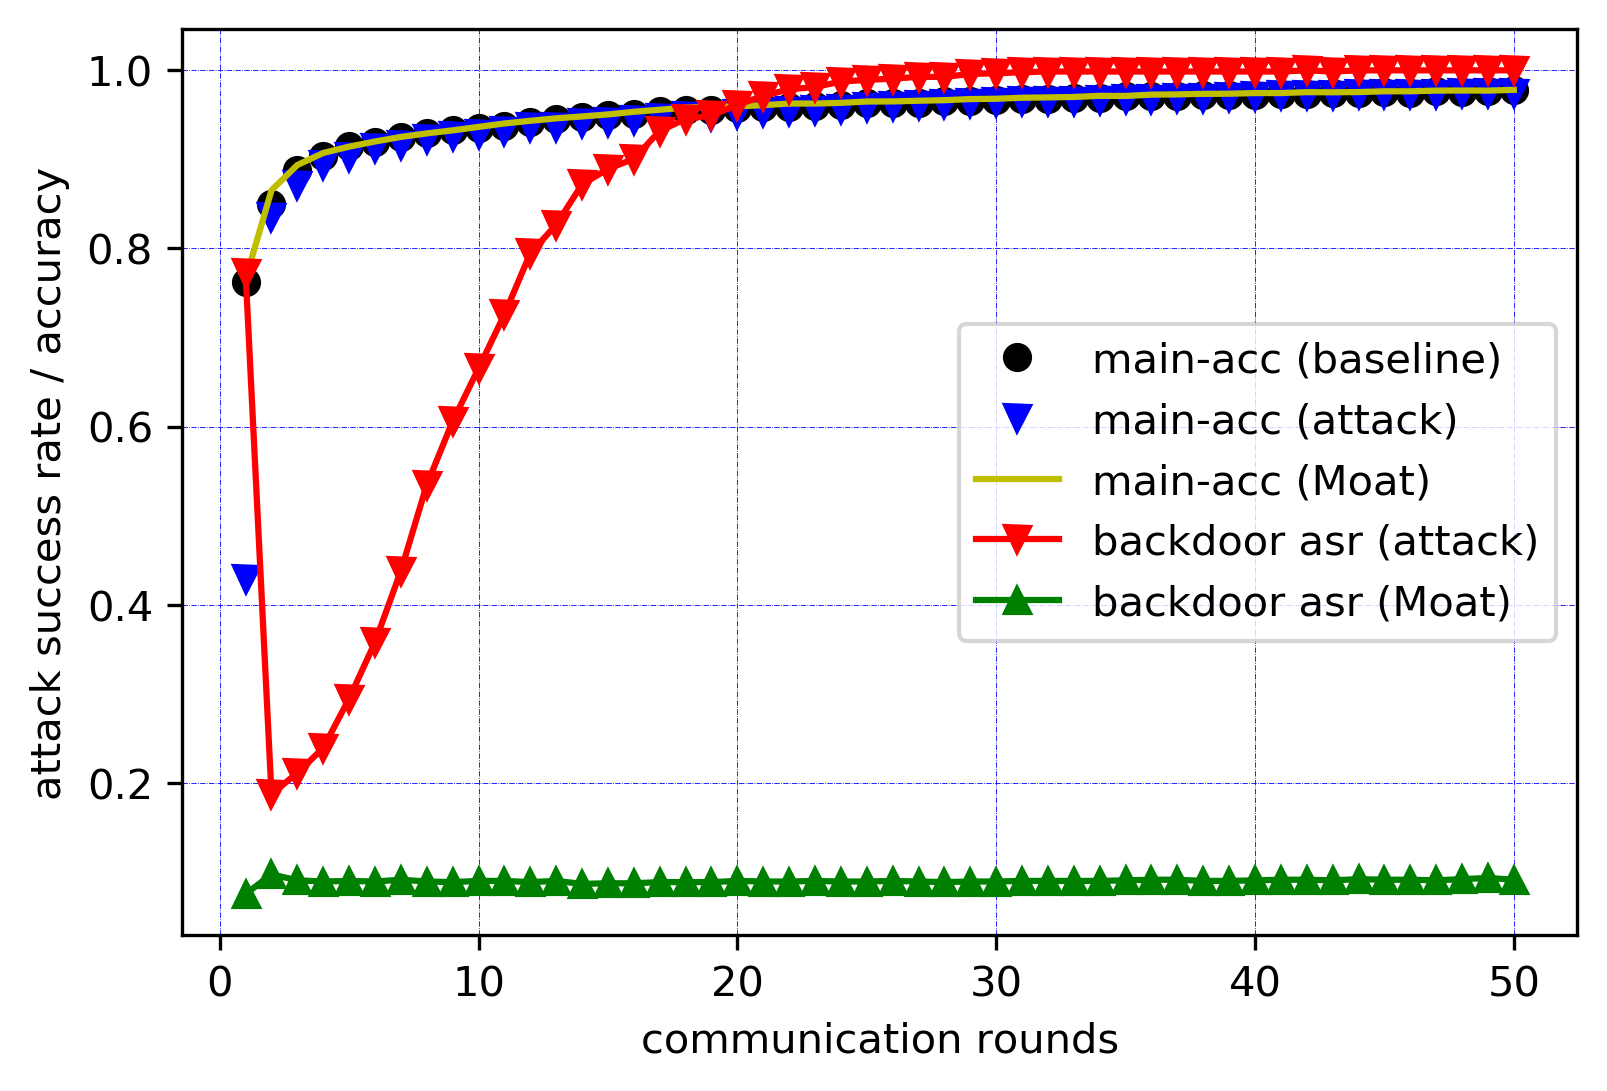 attack success rate / accuracy
1.0
0.8
0.6
0.4
0.2
main-acc (baseline)
main-acc (attack)
main-acc (Moat)
backdoor asr (attack)
backdoor asr (Moat)
0 10 20 30 40 50
communication rounds